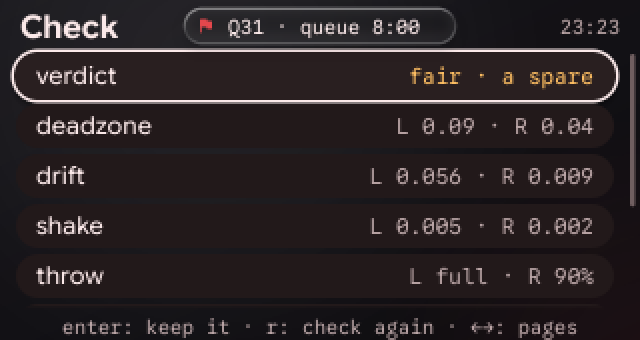 Check Q31 · queue 8:00 23:23
verdict fair · a spare
deadzone L 0.09 · R 0.04
drift L 0.056 · R 0.009
shake L 0.005 · R 0.002
throw L full · R 90%
enter: keep it · r: check again · ↔: pages